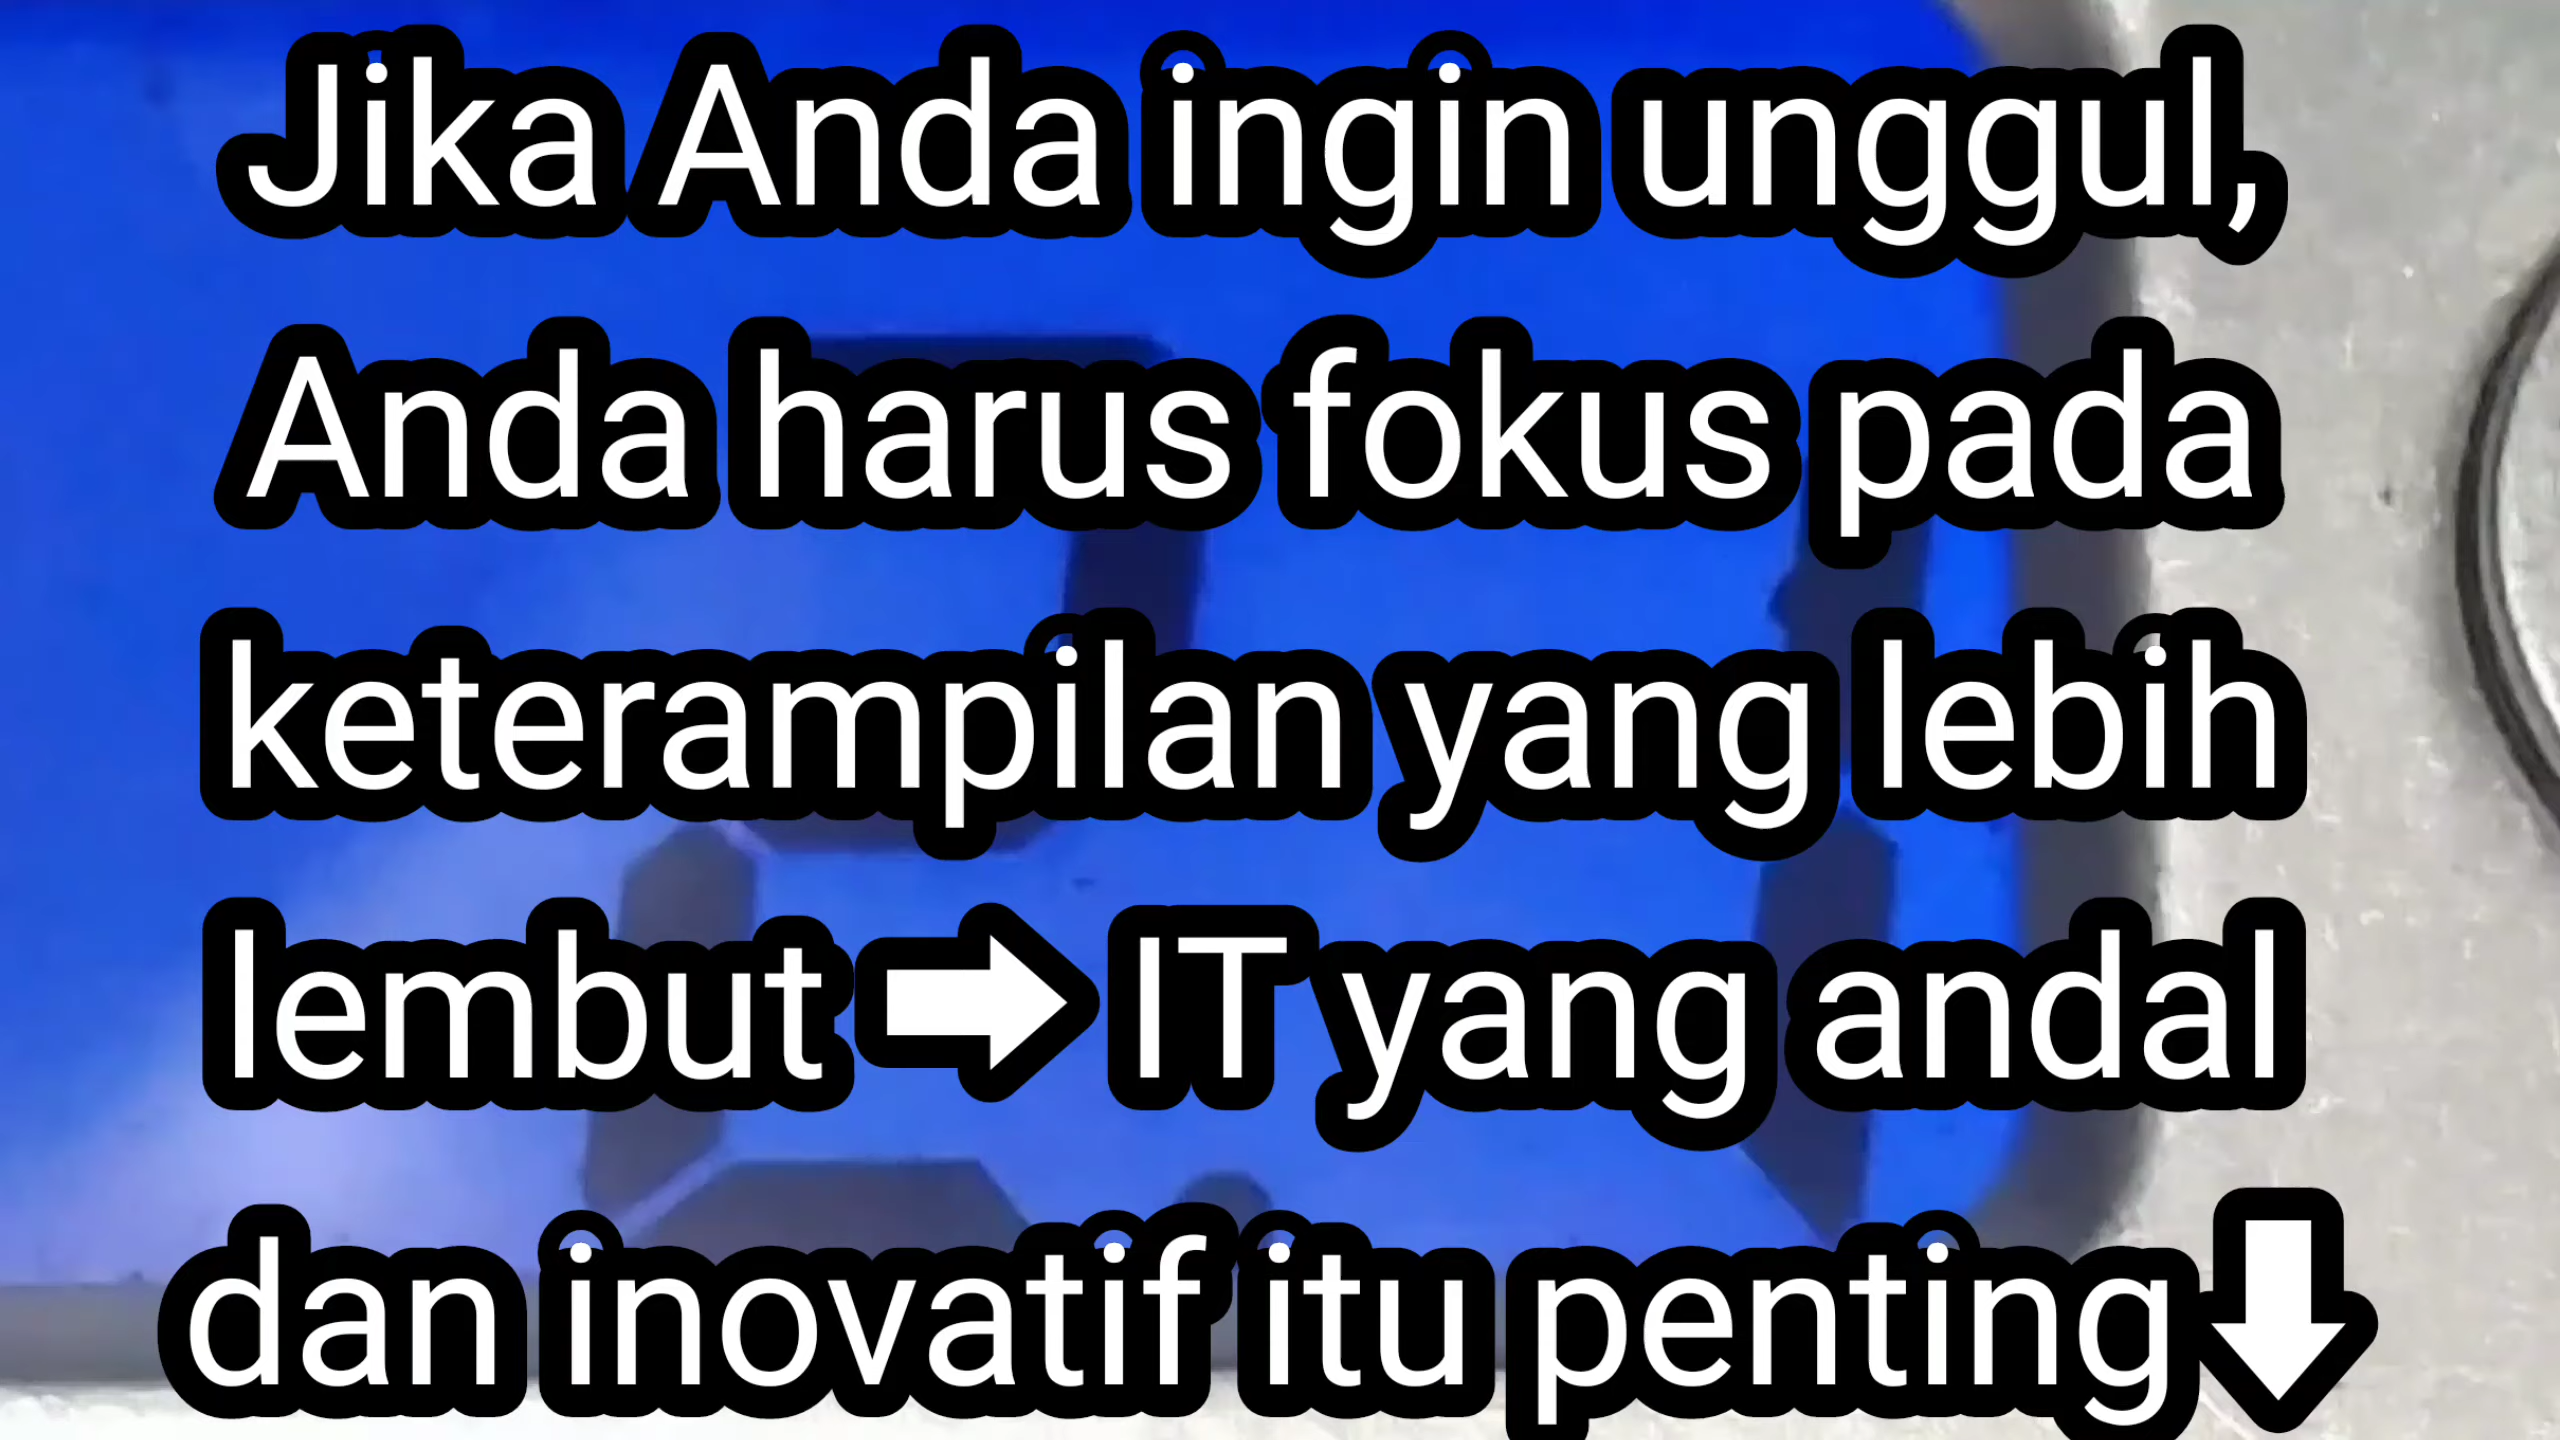 Jika Anda ingin unggul,
Anda harus fokus pada
keterampilan yang lebih
lembut ➡ IT yang andal
dan inovatif itu penting⬇